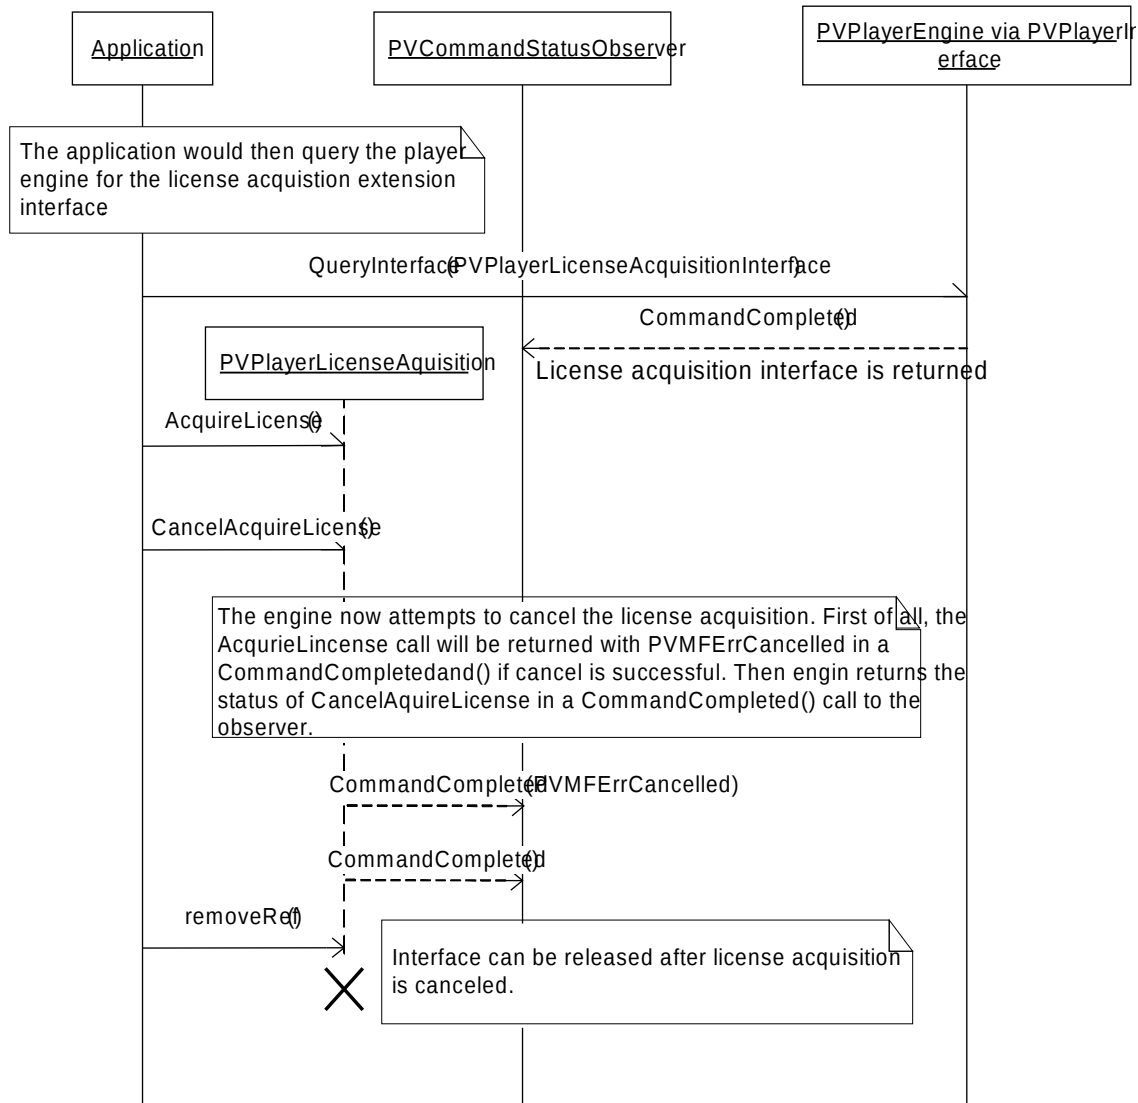 Application
PVCommandStatusObserver
PVPlayerEngine via PVPlayerIn
erface
The application would then query the player
engine for the license acquistion extension
interface.
QueryInterface(PVPlayerLicenseAcquisitionInterface)
CommandCompleted()
License acquisition interface is returned
PVPlayerLicenseAquisition
AcquireLicense()
CancelAcquireLicense()
The engine now attempts to cancel the license acquisition. First of all, the
AcqurieLincense call will be returned with PVMFErrCancelled in a
CommandCompletedand() if cancel is successful. Then engin returns the
status of CancelAquireLicense in a CommandCompleted() call to the
observer.
CommandCompleted(PVMFErrCancelled)
CommandCompleted()
removeRef()
Interface can be released after license acquisition
is canceled.